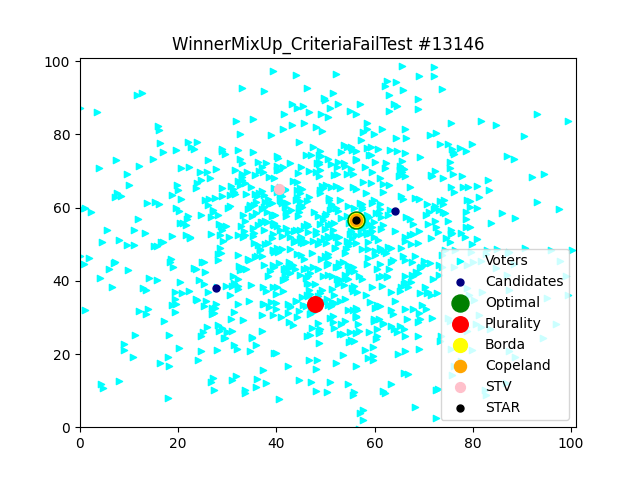 WinnerMixUp_CriteriaFailTest #13146
100
80
60
40
20
0
Voters
Candidates
Optimal
Plurality
Borda
Copeland
STV
STAR
0 20 40 60 80 100